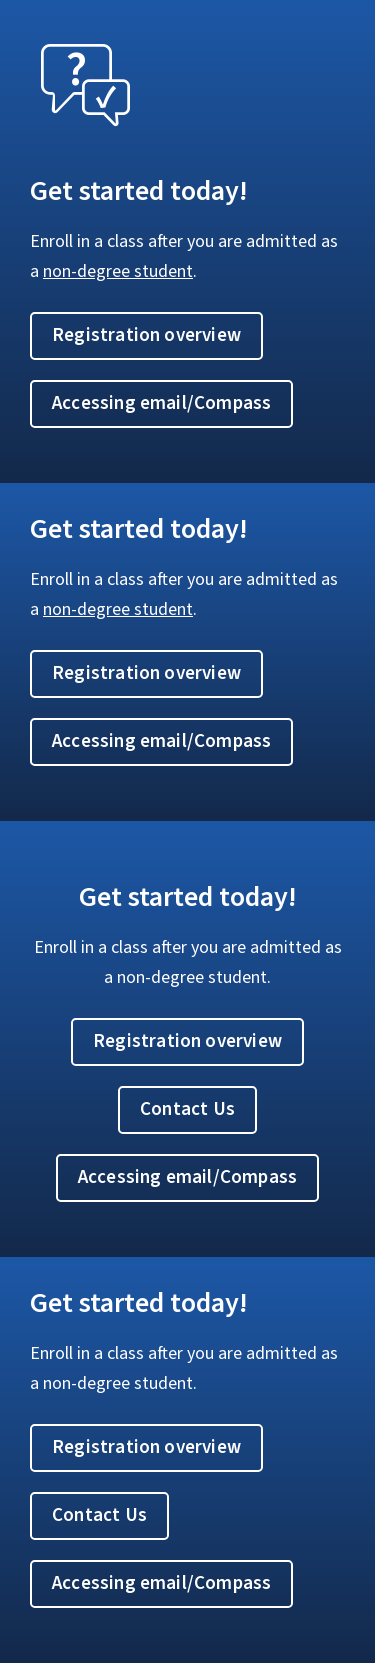 ?
Get started today!
Enroll in a class after you are admitted as
a non-degree student.
Registration overview
Accessing email/Compass
Get started today!
Enroll in a class after you are admitted as
a non-degree student.
Registration overview
Accessing email/Compass
Get started today!
Enroll in a class after you are admitted as
a non-degree student.
Registration overview
Contact Us
Accessing email/Compass
Get started today!
Enroll in a class after you are admitted as
a non-degree student.
Registration overview
Contact Us
Accessing email/Compass